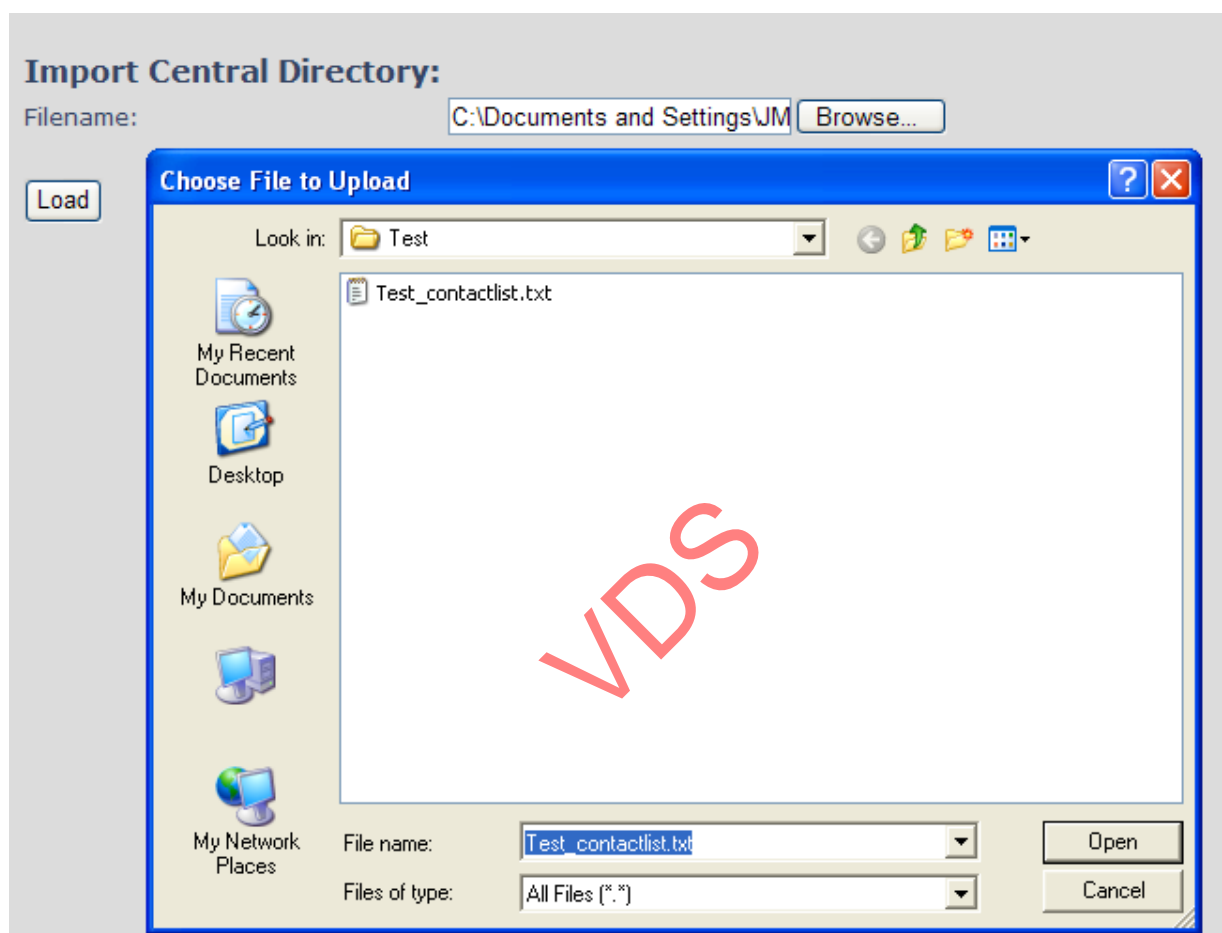 Import Central Directory:
Filename: C:\Documents and Settings\JM Browse...
Load
Choose File to Upload
Look in: Test
Test_contactlist.txt
My Recent
Documents
Desktop
My Documents
My Network
Places
VDS
File name: Test_contactlist.txt Open
Files of type: All Files (*.*) Cancel